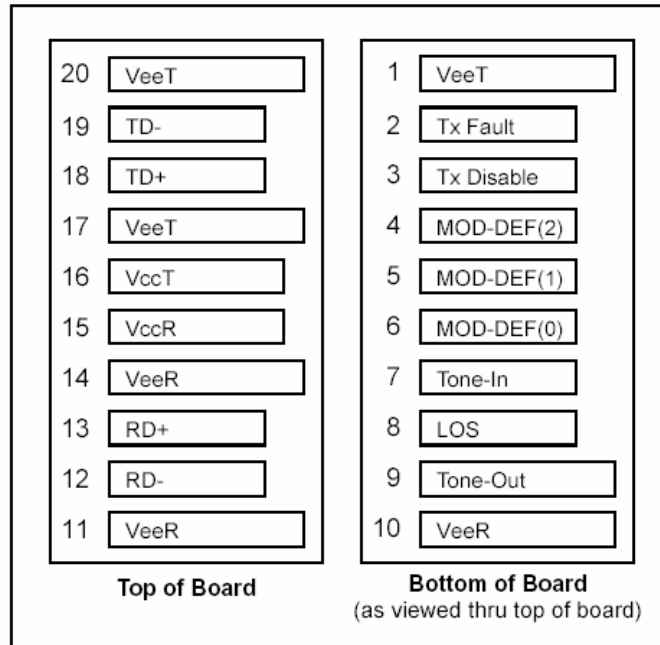 20 VeeT
19 TD-
18 TD+
17 VeeT
16 VccT
15 VccR
14 VeeR
13 RD+
12 RD-
11 VeeR
Top of Board
1 VeeT
2 Tx Fault
3 Tx Disable
4 MOD-DEF(2)
5 MOD-DEF(1)
6 MOD-DEF(0)
7 Tone-In
8 LOS
9 Tone-Out
10 VeeR
Bottom of Board
(as viewed thru top of board)